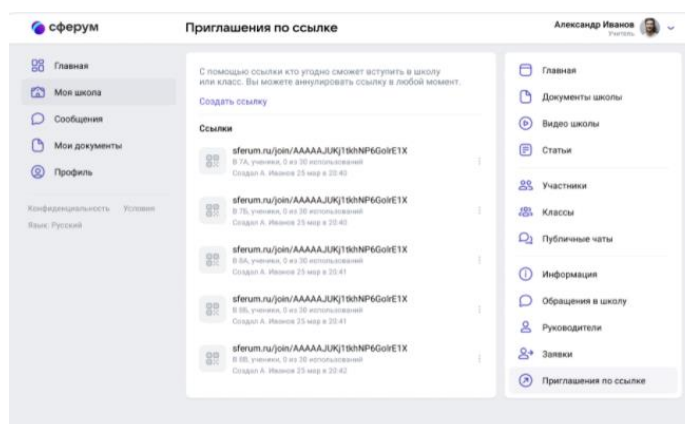 сферум
Приглашения по ссылке
Александр Иванов
Учитель
Главная
Моя школа
Сообщения
Мои документы
Профиль
Конфиденциальность Условия
Язык: Русский
С помощью ссылки кто угодно сможет вступить в школу
или класс. Вы можете аннулировать ссылку в любой момент.
Создать ссылку
Ссылки
sferum.ru/join/AAAAAJUKj1tkhNP6GolrE1X
В 7А, ученики, 0 из 30 использований
Создал А. Иванов 25 мар в 20:40
sferum.ru/join/AAAAAJUKj1tkhNP6GolrE1X
В 7Б, ученики, 0 из 30 использований
Создал А. Иванов 25 мар в 20:40
sferum.ru/join/AAAAAJUKj1tkhNP6GolrE1X
В 8А, ученики, 0 из 30 использований
Создал А. Иванов 25 мар в 20:41
sferum.ru/join/AAAAAJUKj1tkhNP6GolrE1X
В 8Б, ученики, 0 из 30 использований
Создал А. Иванов 25 мар в 20:41
sferum.ru/join/AAAAAJUKj1tkhNP6GolrE1X
В 8В, ученики, 0 из 30 использований
Создал А. Иванов 25 мар в 20:42
Главная
Документы школы
Видео школы
Статьи
Участники
Классы
Публичные чаты
Информация
Обращения в школу
Руководители
Заявки
Приглашения по ссылке